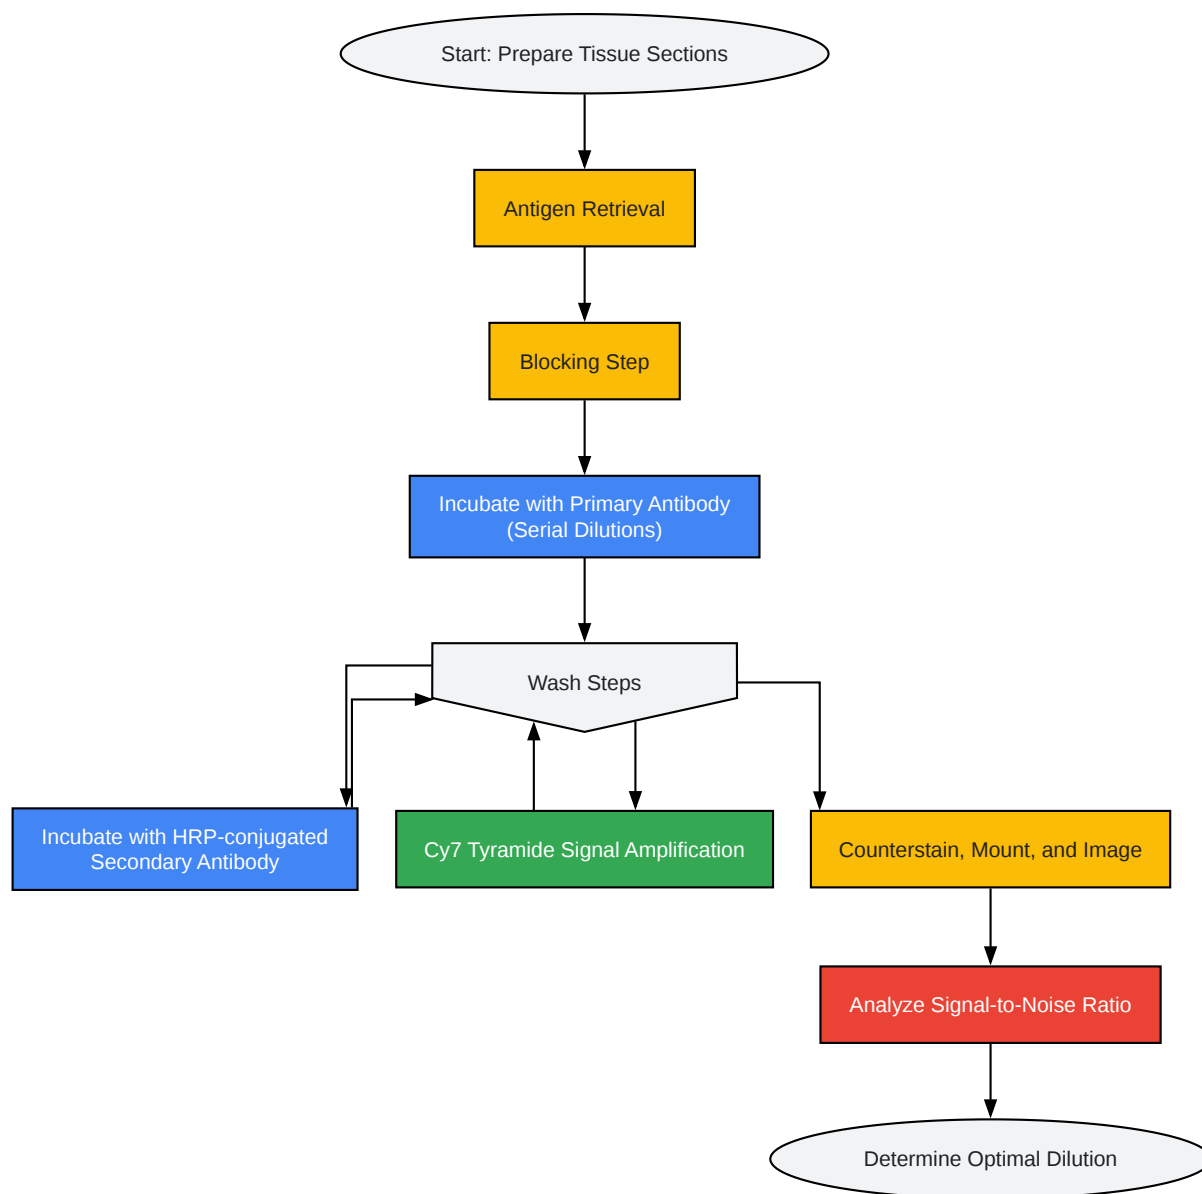 Start: Prepare Tissue Sections
Antigen Retrieval
Blocking Step
Incubate with Primary Antibody
(Serial Dilutions)
Wash Steps
Incubate with HRP-conjugated
Secondary Antibody
Cy7 Tyramide Signal Amplification
Counterstain, Mount, and Image
Analyze Signal-to-Noise Ratio
Determine Optimal Dilution